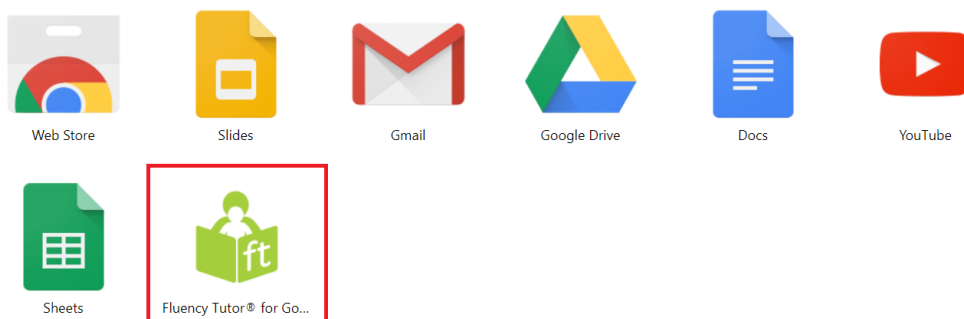 Web Store
Slides
Gmail
Google Drive
Docs
YouTube
ft
Sheets
Fluency Tutor® for Go...